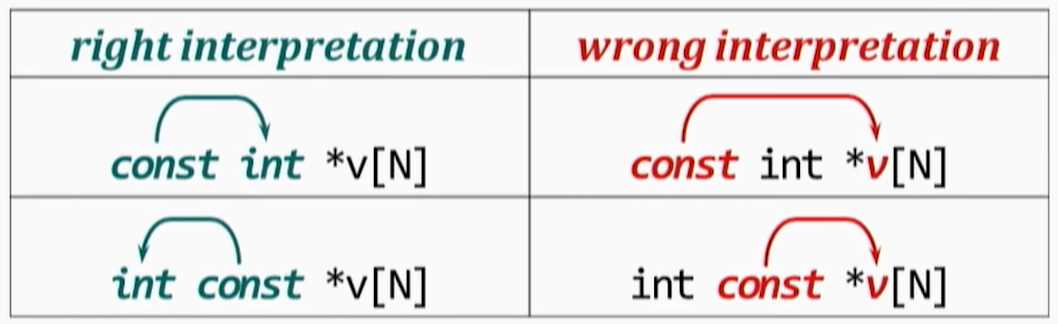 right interpretation
wrong interpretation
const int *v[N]
const int *v[N]
int const *v[N]
int const *v[N]